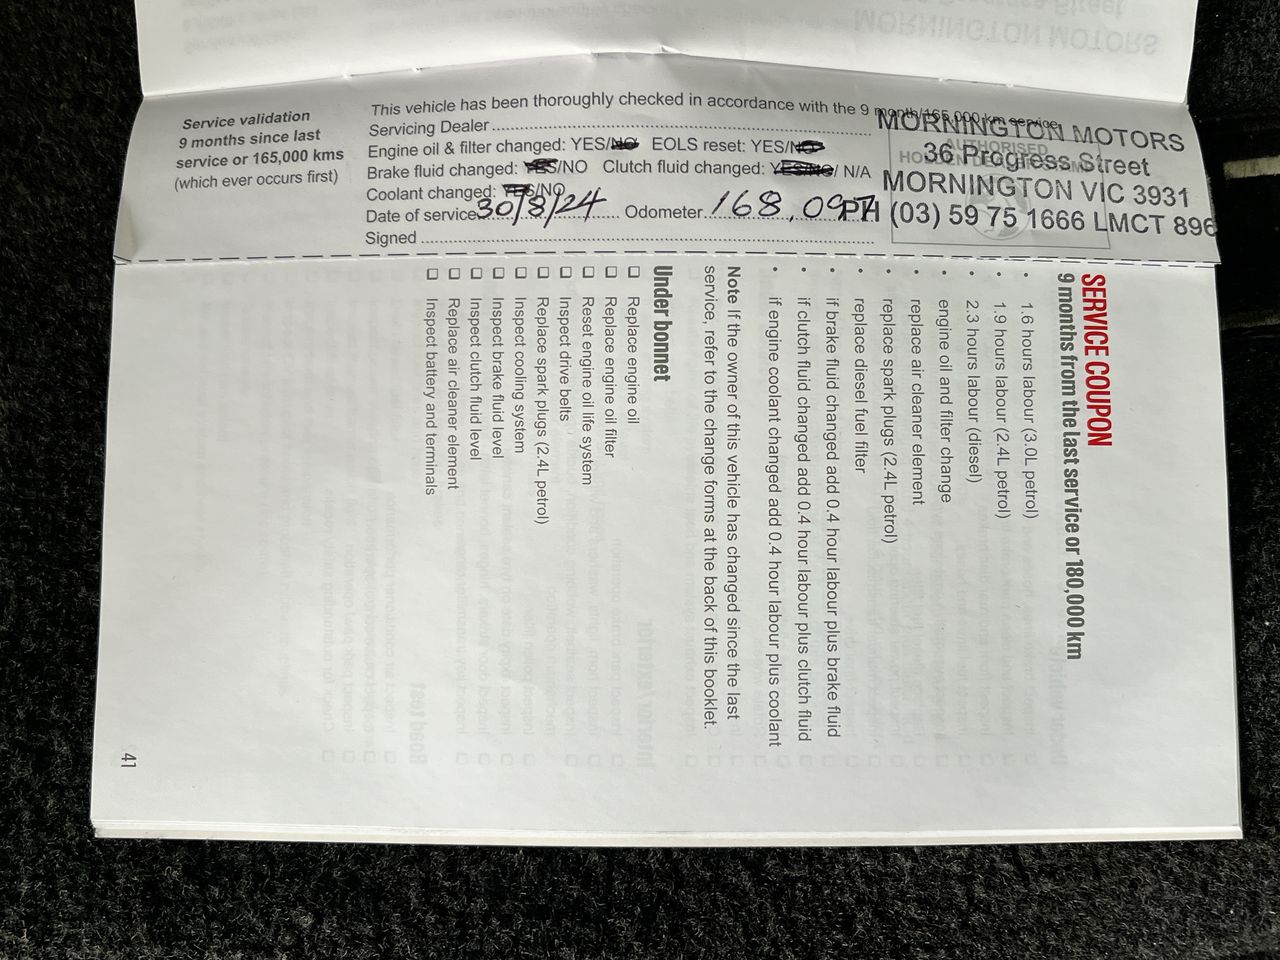 Service validation
9 months since last
service or 165,000 kms
(which ever occurs first)
This vehicle has been thoroughly checked in accordance with the 9 month/165,000 km service.
Servicing Dealer
Engine oil & filter changed: YES/NO EOLS reset: YES/NO
Brake fluid changed: YES/NO Clutch fluid changed: YES/NO/ N/A
Coolant changed: YES/NO
Date of service 30/8/24 Odometer 168,097
Signed
MORNINGTON MOTORS
36 Progress Street
MORNINGTON VIC 3931
PH (03) 59 75 1666 LMCT 896
AUTHORISED
SERVICE COUPON
9 months from the last service or 180,000 km
• 1.6 hours labour (3.0L petrol)
• 1.9 hours labour (2.4L petrol)
• 2.3 hours labour (diesel)
• engine oil and filter change
• replace air cleaner element
• replace spark plugs (2.4L petrol)
• replace diesel fuel filter
• if brake fluid changed add 0.4 hour labour plus brake fluid
• if clutch fluid changed add 0.4 hour labour plus clutch fluid
• if engine coolant changed add 0.4 hour labour plus coolant
Note If the owner of this vehicle has changed since the last
service, refer to the change forms at the back of this booklet.
Under bonnet
Replace engine oil
Replace engine oil filter
Reset engine oil life system
Inspect drive belts
Replace spark plugs (2.4L petrol)
Inspect cooling system
Inspect brake fluid level
Inspect clutch fluid level
Replace air cleaner element
Inspect battery and terminals
41
MORNINGTON MOTORS